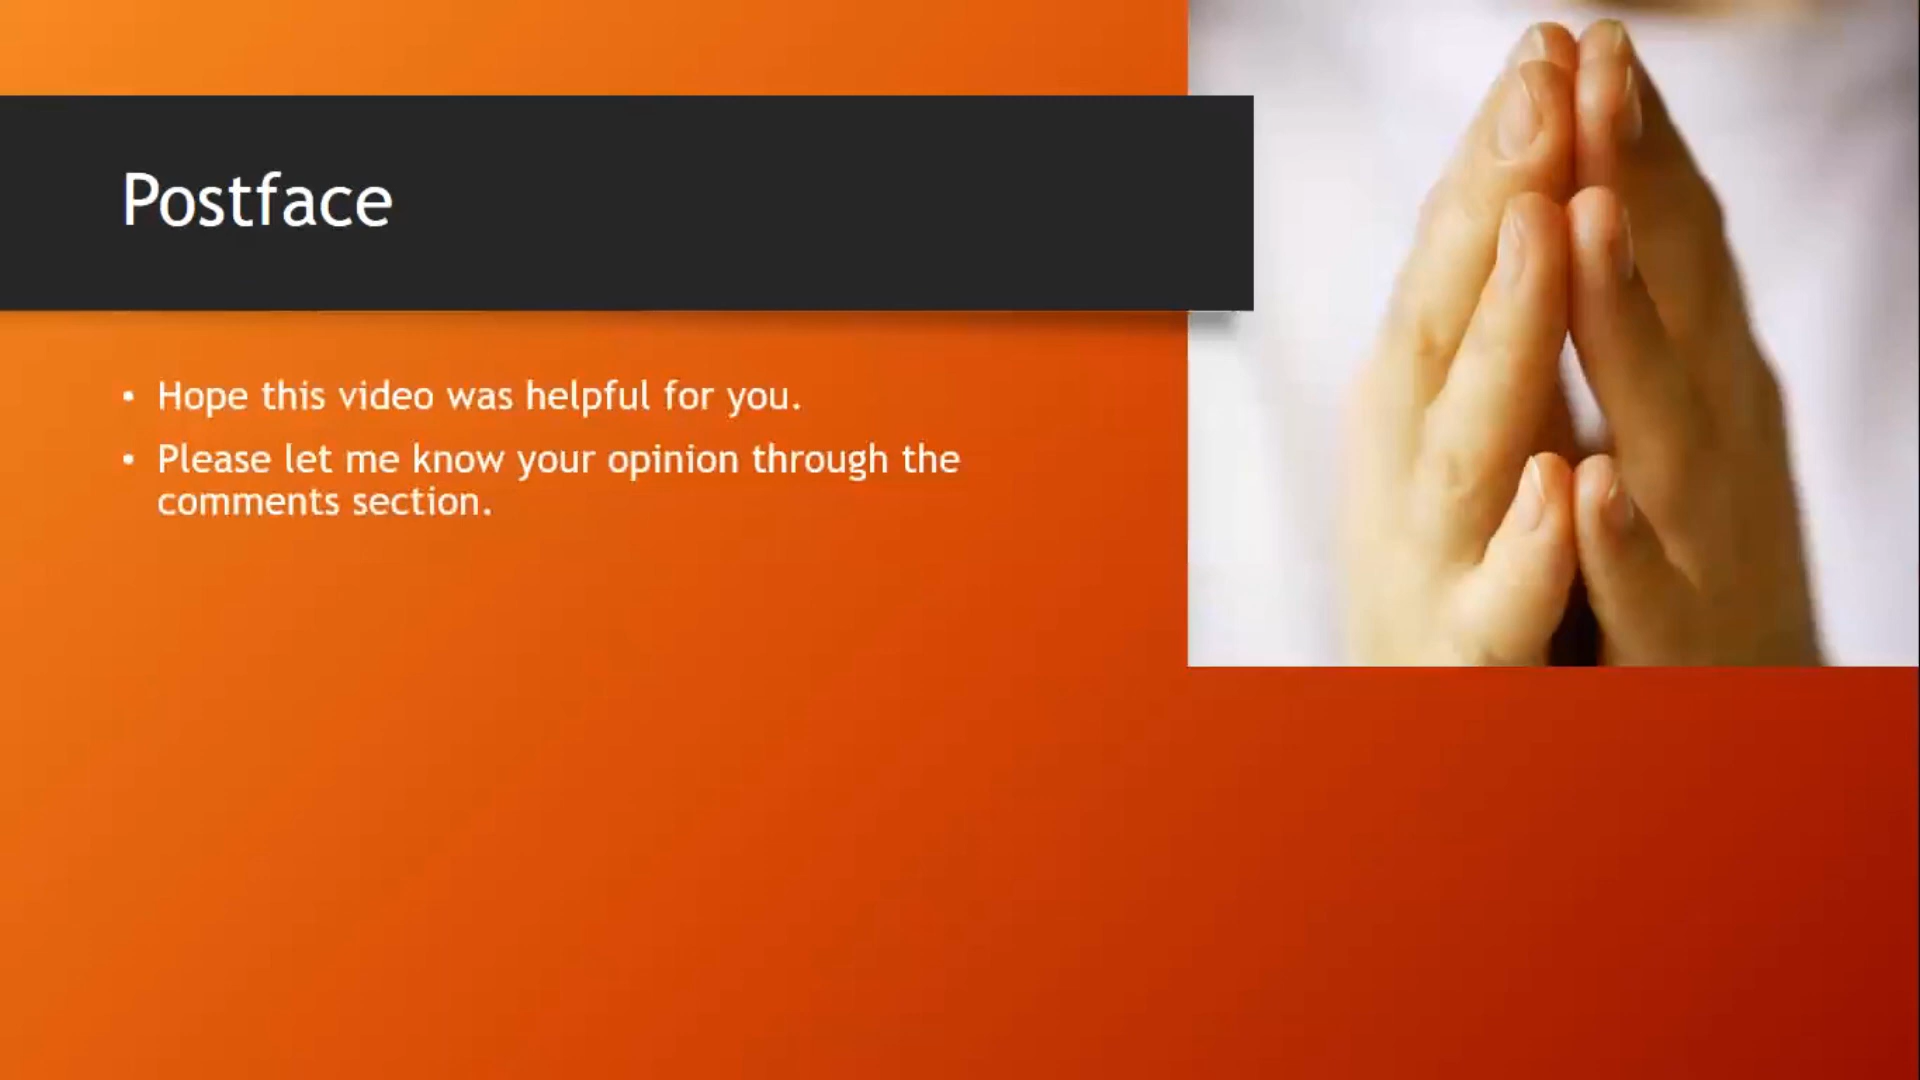 Postface
• Hope this video was helpful for you.
• Please let me know your opinion through the
comments section.